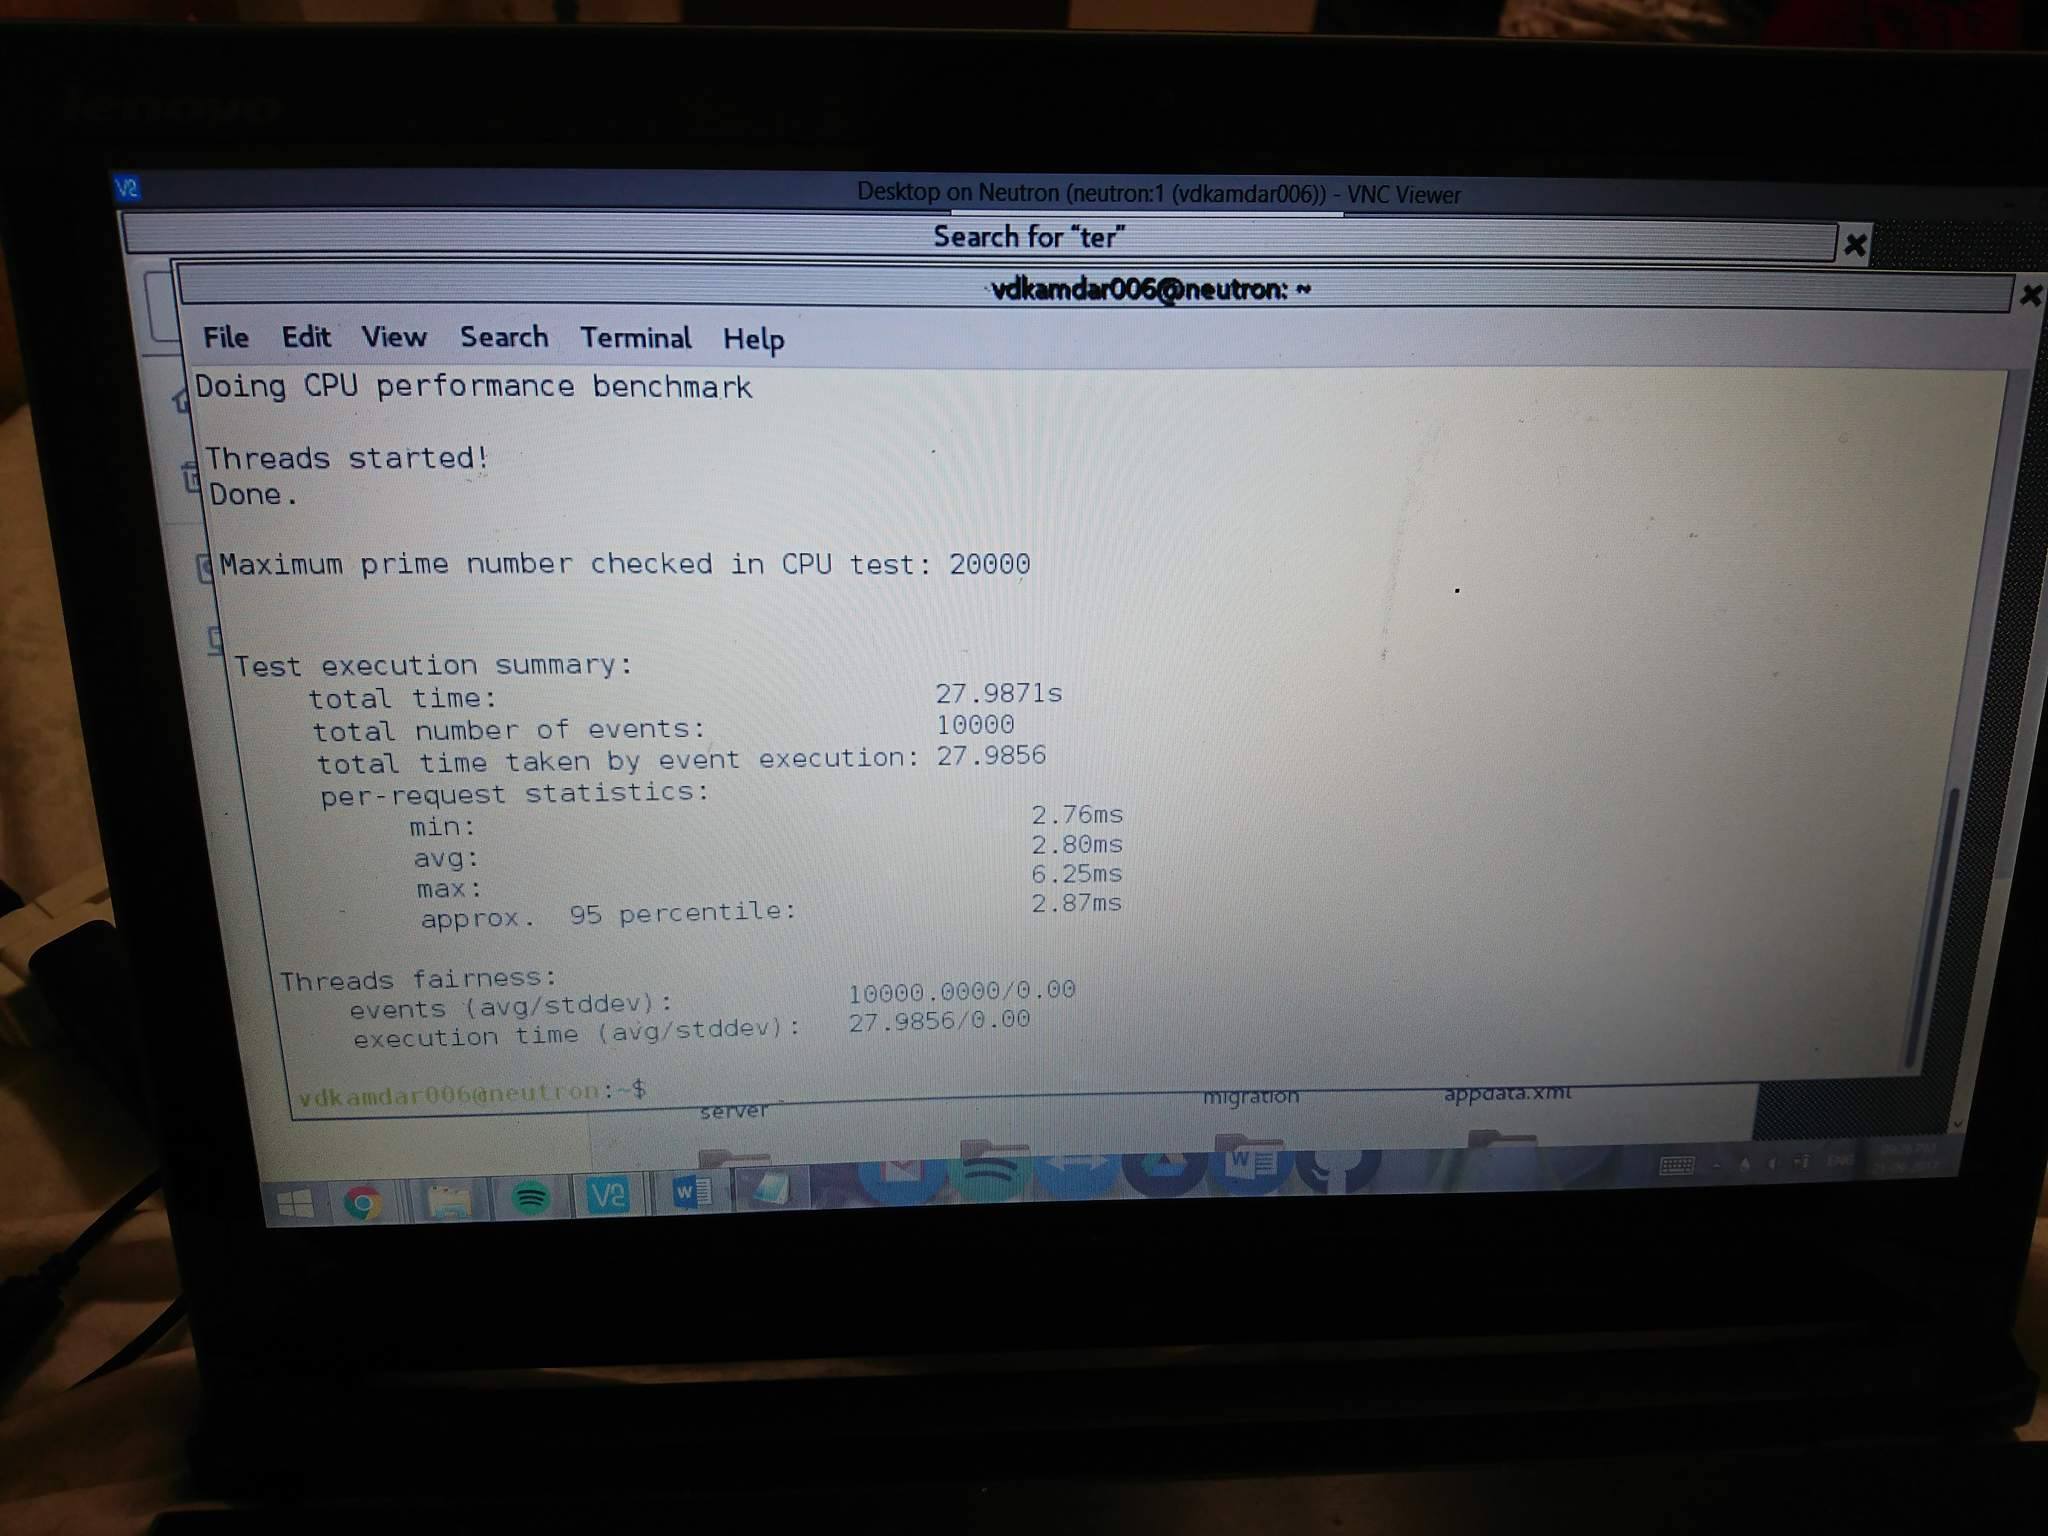 lenovo
V2 Desktop on Neutron (neutron:1 (vdkamdar006)) - VNC Viewer
Search for “ter”
vdkamdar006@neutron: ~
File Edit View Search Terminal Help
Doing CPU performance benchmark
Threads started!
Done.
Maximum prime number checked in CPU test: 20000
Test execution summary:
total time: 27.9871s
total number of events: 10000
total time taken by event execution: 27.9856
per-request statistics:
min: 2.76ms
avg: 2.80ms
max: 6.25ms
approx. 95 percentile: 2.87ms
Threads fairness:
events (avg/stddev): 10000.0000/0.00
execution time (avg/stddev): 27.9856/0.00
vdkamdar006@neutron:~$
server migration appdata.xml
W
V2 W
ENG